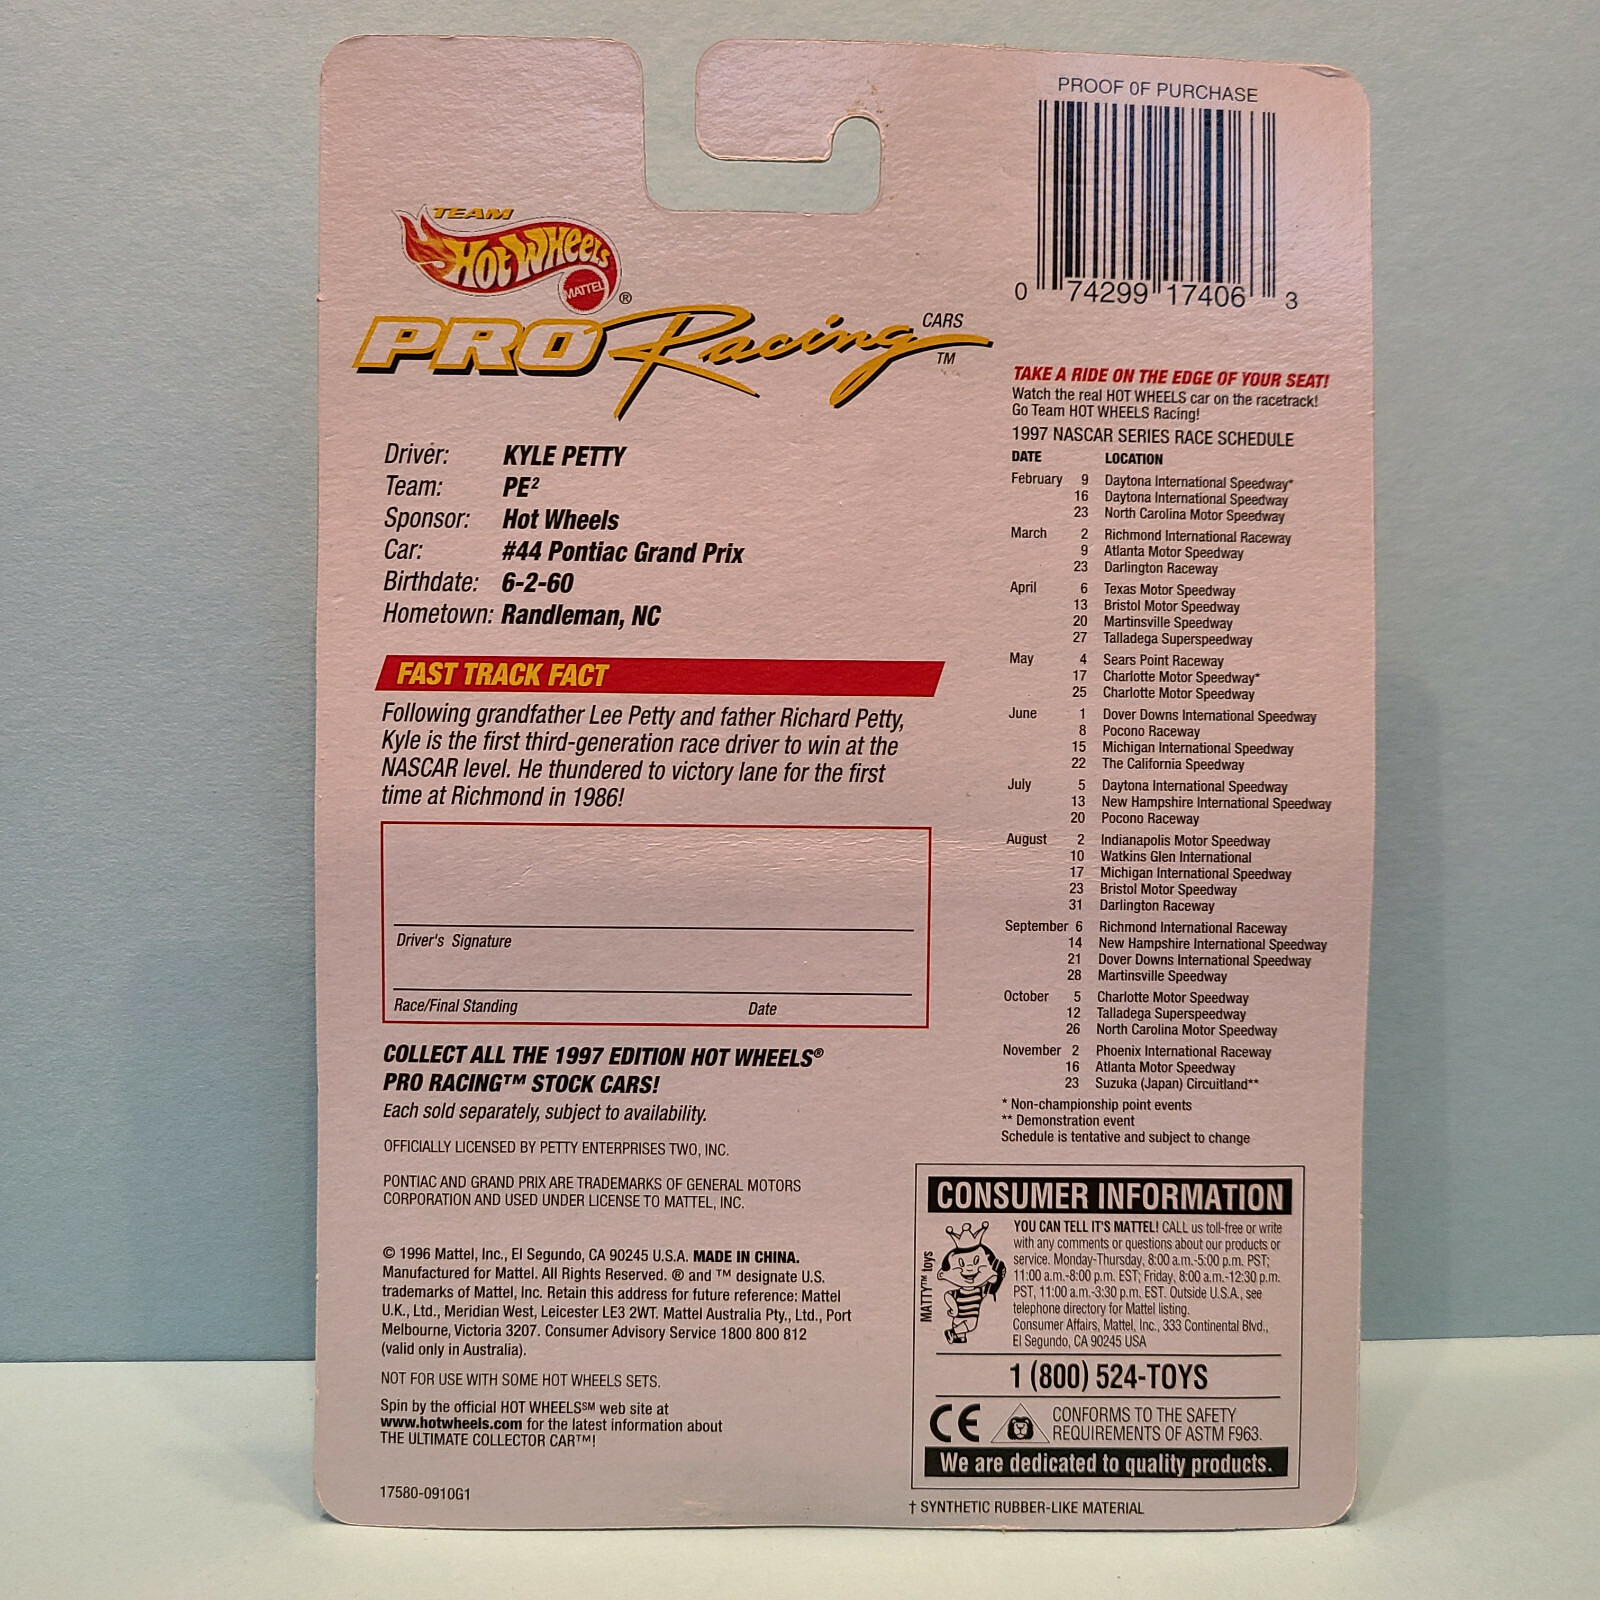 PROOF OF PURCHASE
0 74299 17406 3
TEAM
HOT WHEELS
MATTEL
®
PRO Racing CARS
TM
Driver: KYLE PETTY
Team: PE²
Sponsor: Hot Wheels
Car: #44 Pontiac Grand Prix
Birthdate: 6-2-60
Hometown: Randleman, NC
FAST TRACK FACT
Following grandfather Lee Petty and father Richard Petty,
Kyle is the first third-generation race driver to win at the
NASCAR level. He thundered to victory lane for the first
time at Richmond in 1986!
Driver's Signature
Race/Final Standing Date
COLLECT ALL THE 1997 EDITION HOT WHEELS®
PRO RACING™ STOCK CARS!
Each sold separately, subject to availability.
OFFICIALLY LICENSED BY PETTY ENTERPRISES TWO, INC.
PONTIAC AND GRAND PRIX ARE TRADEMARKS OF GENERAL MOTORS
CORPORATION AND USED UNDER LICENSE TO MATTEL, INC.
© 1996 Mattel, Inc., El Segundo, CA 90245 U.S.A. MADE IN CHINA.
Manufactured for Mattel. All Rights Reserved. ® and ™ designate U.S.
trademarks of Mattel, Inc. Retain this address for future reference: Mattel
U.K., Ltd., Meridian West, Leicester LE3 2WT. Mattel Australia Pty., Ltd., Port
Melbourne, Victoria 3207. Consumer Advisory Service 1800 800 812
(valid only in Australia).
NOT FOR USE WITH SOME HOT WHEELS SETS.
Spin by the official HOT WHEELS℠ web site at
www.hotwheels.com for the latest information about
THE ULTIMATE COLLECTOR CAR™!
17580-0910G1
TAKE A RIDE ON THE EDGE OF YOUR SEAT!
Watch the real HOT WHEELS car on the racetrack!
Go Team HOT WHEELS Racing!
1997 NASCAR SERIES RACE SCHEDULE
DATE LOCATION
February 9 Daytona International Speedway*
16 Daytona International Speedway
23 North Carolina Motor Speedway
March 2 Richmond International Raceway
9 Atlanta Motor Speedway
23 Darlington Raceway
April 6 Texas Motor Speedway
13 Bristol Motor Speedway
20 Martinsville Speedway
27 Talladega Superspeedway
May 4 Sears Point Raceway
17 Charlotte Motor Speedway*
25 Charlotte Motor Speedway
June 1 Dover Downs International Speedway
8 Pocono Raceway
15 Michigan International Speedway
22 The California Speedway
July 5 Daytona International Speedway
13 New Hampshire International Speedway
20 Pocono Raceway
August 2 Indianapolis Motor Speedway
10 Watkins Glen International
17 Michigan International Speedway
23 Bristol Motor Speedway
31 Darlington Raceway
September 6 Richmond International Raceway
14 New Hampshire International Speedway
21 Dover Downs International Speedway
28 Martinsville Speedway
October 5 Charlotte Motor Speedway
12 Talladega Superspeedway
26 North Carolina Motor Speedway
November 2 Phoenix International Raceway
16 Atlanta Motor Speedway
23 Suzuka (Japan) Circuitland**
* Non-championship point events
** Demonstration event
Schedule is tentative and subject to change
CONSUMER INFORMATION
MATTY™ toys
YOU CAN TELL IT'S MATTEL! CALL us toll-free or write
with any comments or questions about our products or
service. Monday-Thursday, 8:00 a.m.-5:00 p.m. PST;
11:00 a.m.-8:00 p.m. EST; Friday, 8:00 a.m.-12:30 p.m.
PST, 11:00 a.m.-3:30 p.m. EST. Outside U.S.A., see
telephone directory for Mattel listing.
Consumer Affairs, Mattel, Inc., 333 Continental Blvd.,
El Segundo, CA 90245 USA
1 (800) 524-TOYS
CE
CONFORMS TO THE SAFETY
REQUIREMENTS OF ASTM F963.
We are dedicated to quality products.
† SYNTHETIC RUBBER-LIKE MATERIAL